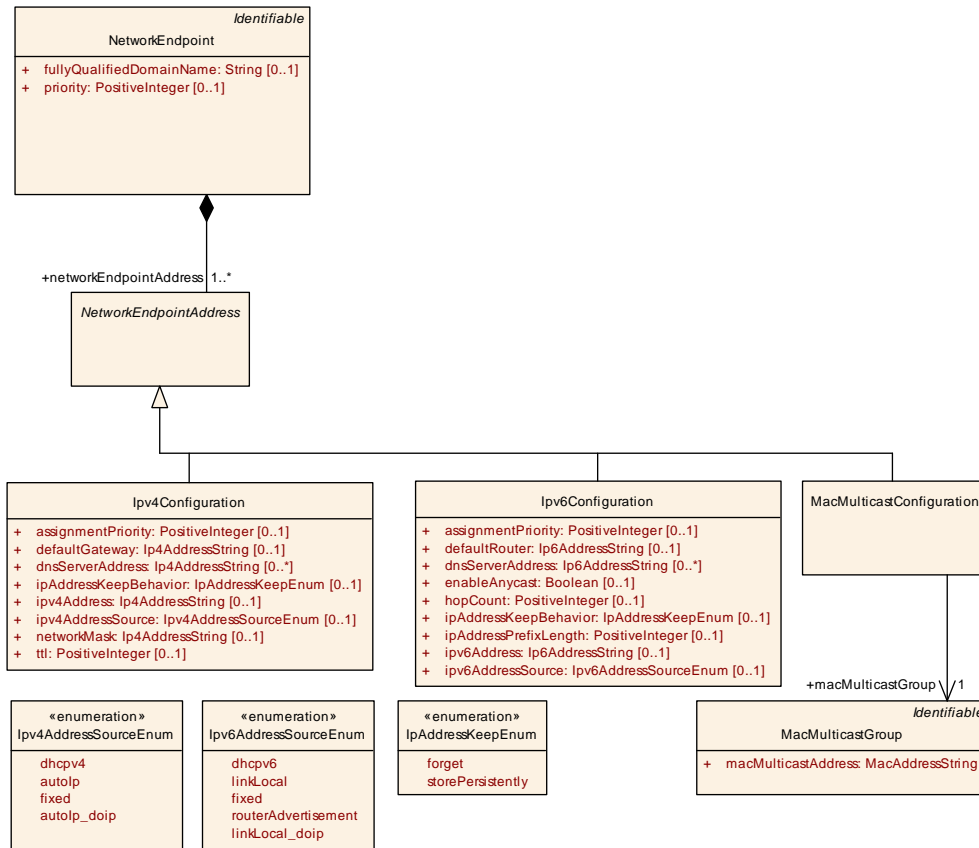 Identifiable
NetworkEndpoint
+ fullyQualifiedDomainName: String [0..1]
+ priority: PositiveInteger [0..1]
+networkEndpointAddress 1..*
NetworkEndpointAddress
Ipv4Configuration
+ assignmentPriority: PositiveInteger [0..1]
+ defaultGateway: Ip4AddressString [0..1]
+ dnsServerAddress: Ip4AddressString [0..*]
+ ipAddressKeepBehavior: IpAddressKeepEnum [0..1]
+ ipv4Address: Ip4AddressString [0..1]
+ ipv4AddressSource: Ipv4AddressSourceEnum [0..1]
+ networkMask: Ip4AddressString [0..1]
+ ttl: PositiveInteger [0..1]
Ipv6Configuration
+ assignmentPriority: PositiveInteger [0..1]
+ defaultRouter: Ip6AddressString [0..1]
+ dnsServerAddress: Ip6AddressString [0..*]
+ enableAnycast: Boolean [0..1]
+ hopCount: PositiveInteger [0..1]
+ ipAddressKeepBehavior: IpAddressKeepEnum [0..1]
+ ipAddressPrefixLength: PositiveInteger [0..1]
+ ipv6Address: Ip6AddressString [0..1]
+ ipv6AddressSource: Ipv6AddressSourceEnum [0..1]
MacMulticastConfiguration
+macMulticastGroup 1
«enumeration»
Ipv4AddressSourceEnum
dhcpv4
autoIp
fixed
autoIp_doip
«enumeration»
Ipv6AddressSourceEnum
dhcpv6
linkLocal
fixed
routerAdvertisement
linkLocal_doip
«enumeration»
IpAddressKeepEnum
forget
storePersistently
Identifiable
MacMulticastGroup
+ macMulticastAddress: MacAddressString